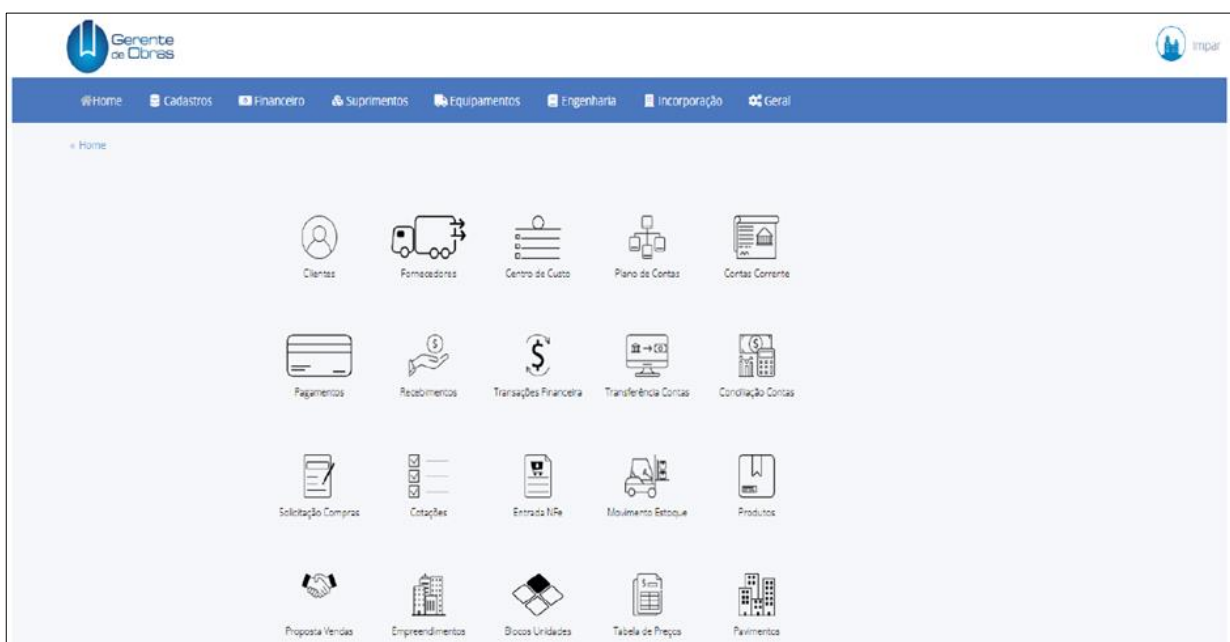 Gerente
de Obras
Impar
Home Cadastros Financeiro Suprimentos Equipamentos Engenharia Incorporação Geral
« Home
Clientes Fornecedores Centro de Custo Plano de Contas Contas Corrente
Pagamentos Recebimentos Transações Financeira Transferência Contas Conciliação Contas
Solicitação Compras Cotações Entrada NFe Movimento Estoque Produtos
Proposta Vendas Empreendimentos Blocos Unidades Tabela de Preços Pavimentos